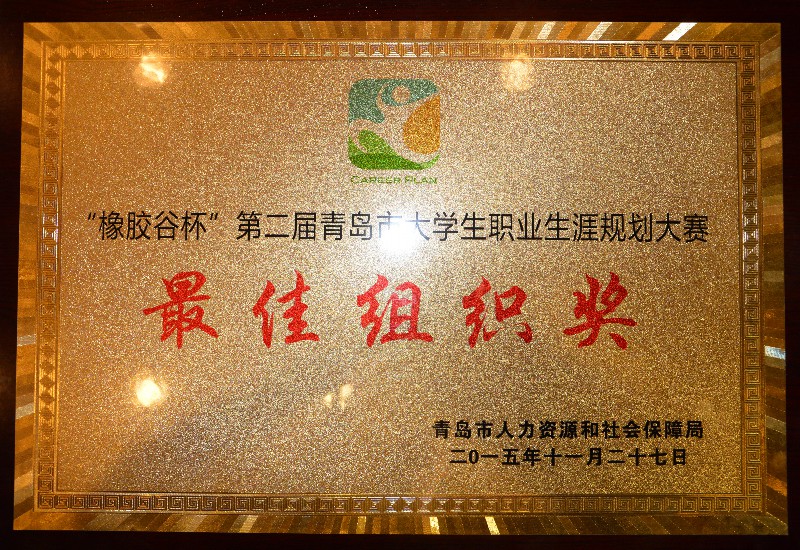 CAREER PLAN
“橡胶谷杯”第二届青岛市大学生职业生涯规划大赛
最佳组织奖
青岛市人力资源和社会保障局
二0一五年十一月二十七日